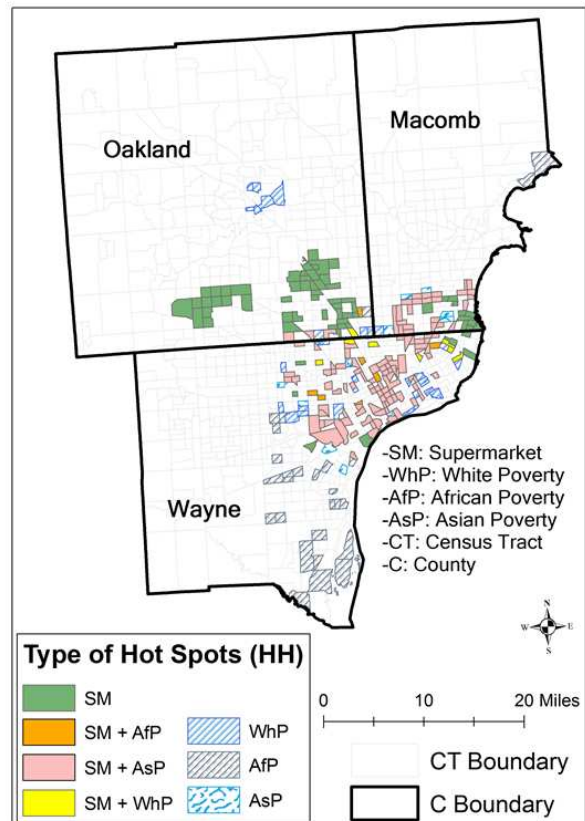 Oakland
Macomb
Wayne
-SM: Supermarket
-WhP: White Poverty
-AfP: African Poverty
-AsP: Asian Poverty
-CT: Census Tract
-C: County
N
W E
S
Type of Hot Spots (HH)
SM
SM + AfP
SM + AsP
SM + WhP
WhP
AfP
AsP
0 10 20 Miles
CT Boundary
C Boundary